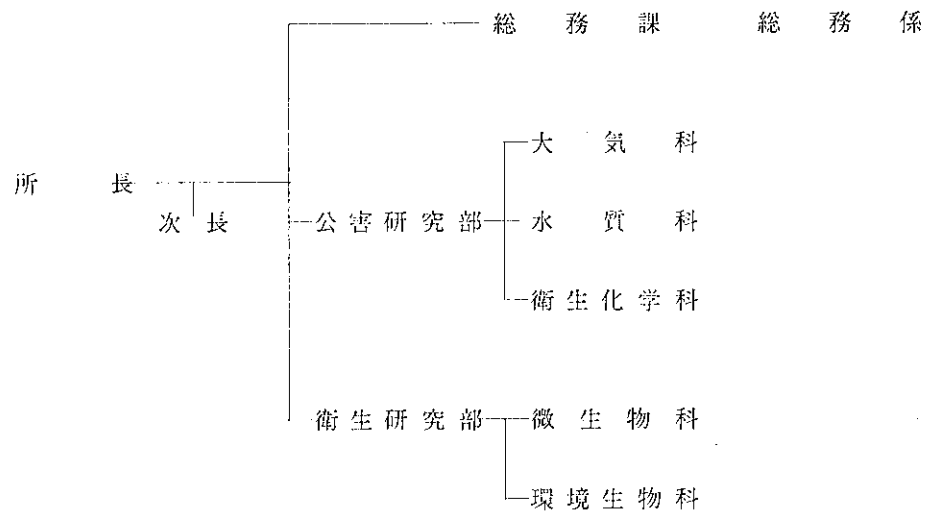 総務課 総務係
大気科
所長
次長 公害研究部 水質科
衛生化学科
衛生研究部 微生物科
環境生物科